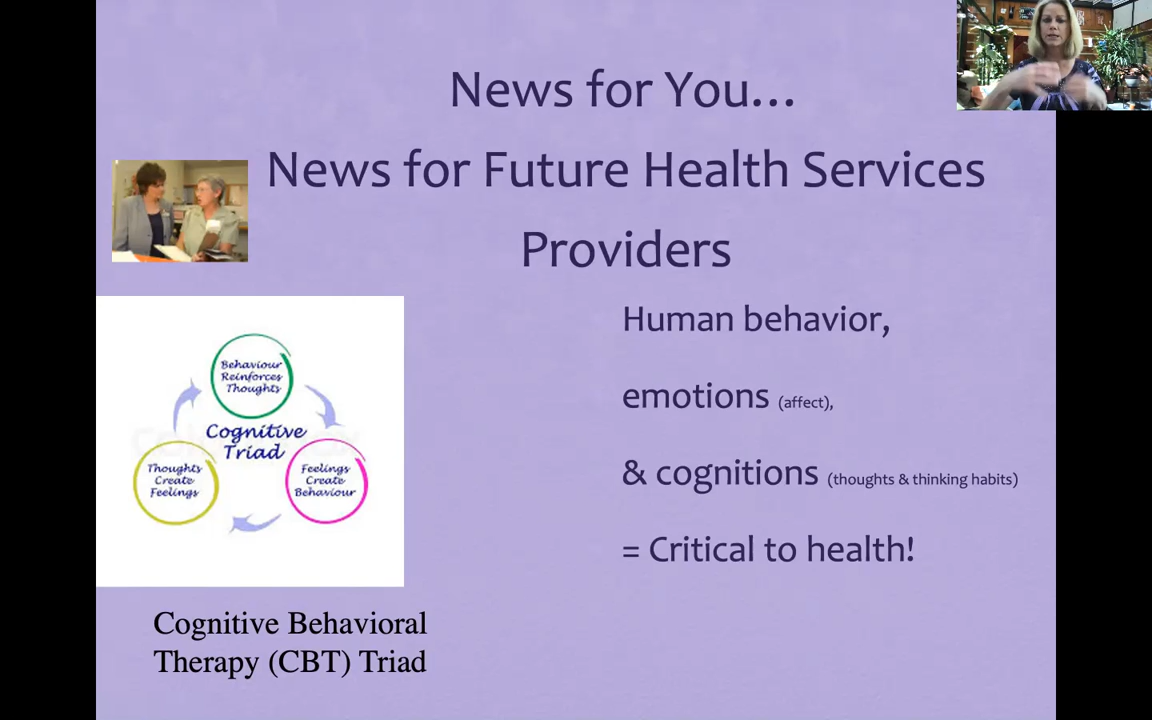 News for You...
News for Future Health Services
Providers
Behaviour
Reinforces
Thoughts
Cognitive
Triad
Thoughts
Create
Feelings
Feelings
Create
Behaviour
Cognitive Behavioral
Therapy (CBT) Triad
Human behavior,
emotions (affect),
& cognitions (thoughts & thinking habits)
= Critical to health!